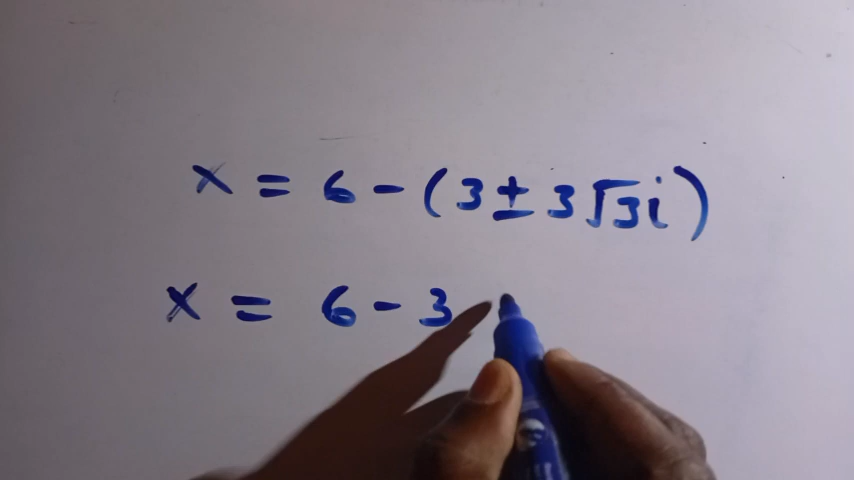 x = 6 - (3 ± 3√3i)
x = 6 - 3